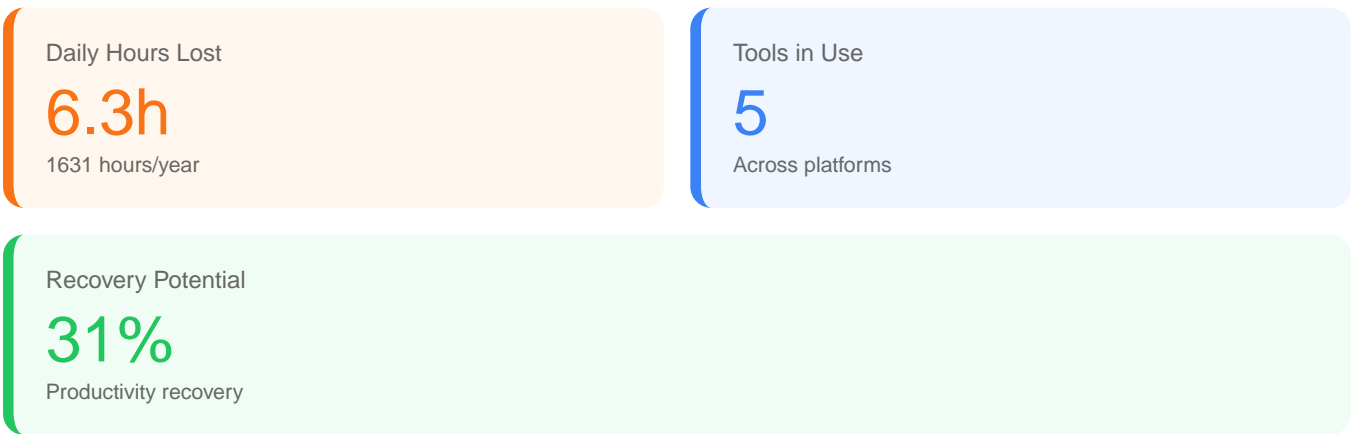 Daily Hours Lost
6.3h
1631 hours/year
Tools in Use
5
Across platforms
Recovery Potential
31%
Productivity recovery